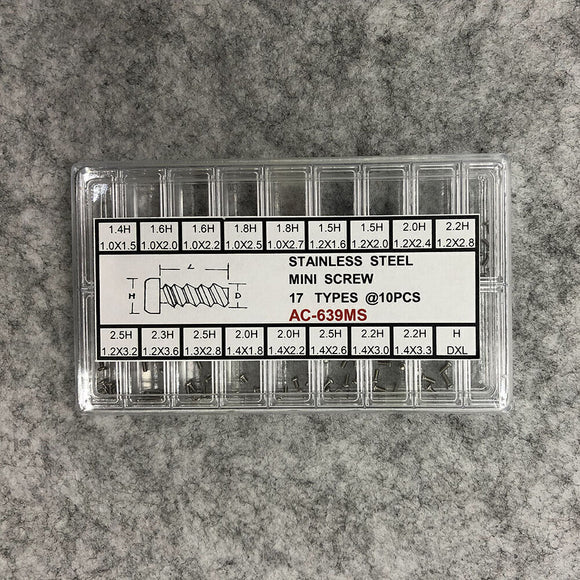 1.4H 1.6H 1.6H 1.8H 1.8H 1.5H 1.5H 2.0H 2.2H
1.0X1.5 1.0X2.0 1.0X2.2 1.0X2.5 1.0X2.7 1.2X1.6 1.2X2.0 1.2X2.4 1.2X2.8
L
H
D
STAINLESS STEEL
MINI SCREW
17 TYPES @10PCS
AC-639MS
2.5H 2.3H 2.5H 2.0H 2.0H 2.5H 2.2H 2.2H H
1.2X3.2 1.2X3.6 1.3X2.8 1.4X1.8 1.4X2.2 1.4X2.6 1.4X3.0 1.4X3.3 DXL